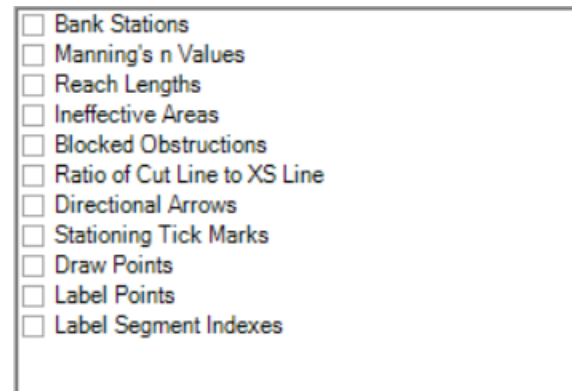 Bank Stations
Manning's n Values
Reach Lengths
Ineffective Areas
Blocked Obstructions
Ratio of Cut Line to XS Line
Directional Arrows
Stationing Tick Marks
Draw Points
Label Points
Label Segment Indexes